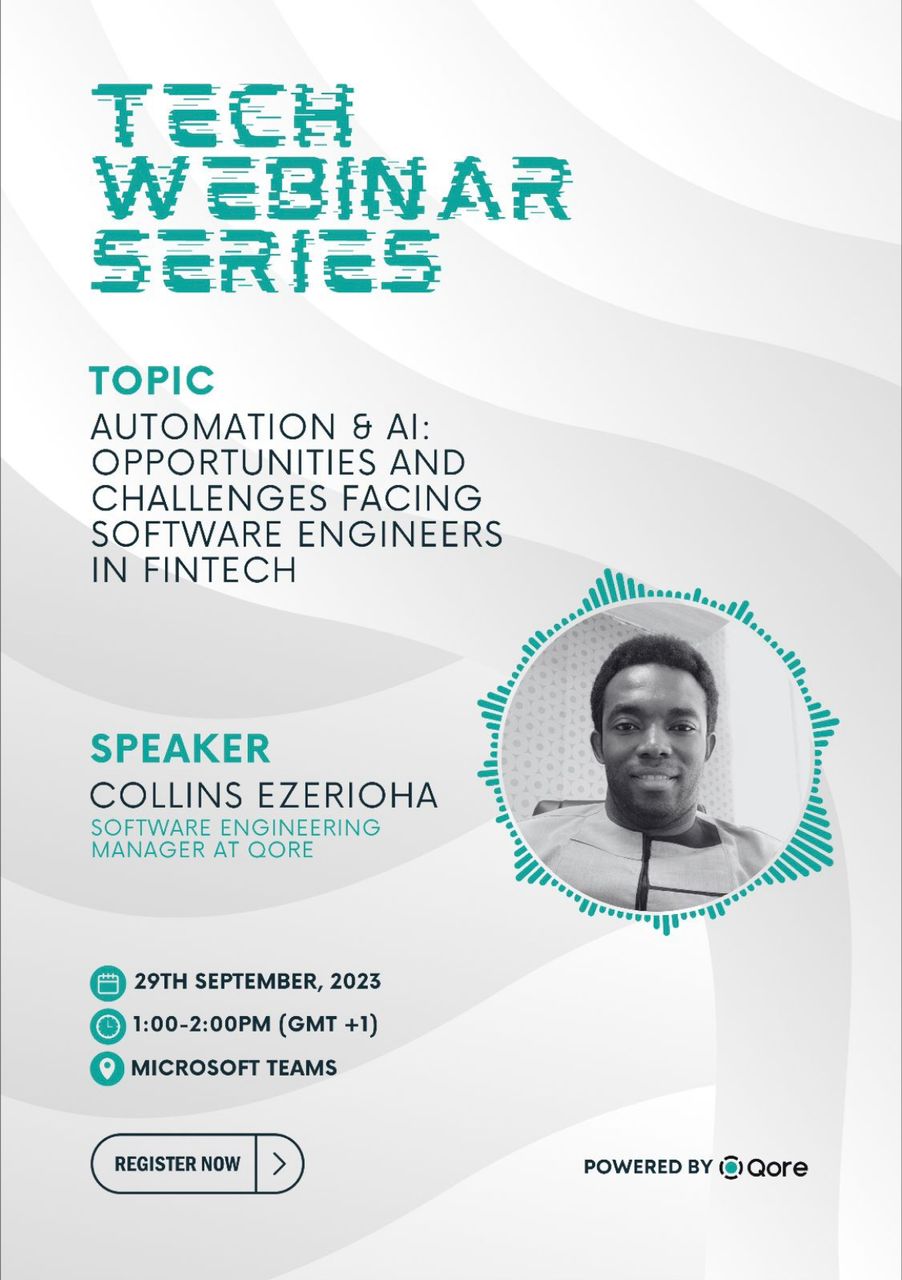 TECH
WEBINAR
SERIES
TOPIC
AUTOMATION & AI:
OPPORTUNITIES AND
CHALLENGES FACING
SOFTWARE ENGINEERS
IN FINTECH
SPEAKER
COLLINS EZERIOHA
SOFTWARE ENGINEERING
MANAGER AT QORE
29TH SEPTEMBER, 2023
1:00-2:00PM (GMT +1)
MICROSOFT TEAMS
REGISTER NOW
POWERED BY Qore